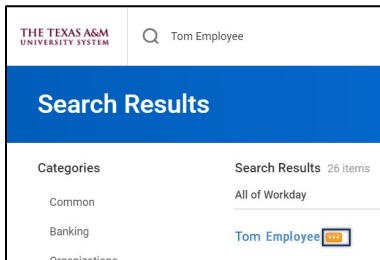 THE TEXAS A&M
UNIVERSITY SYSTEM
Tom Employee
Search Results
Categories
Common
Banking
Organizations
Search Results 26 items
All of Workday
Tom Employee